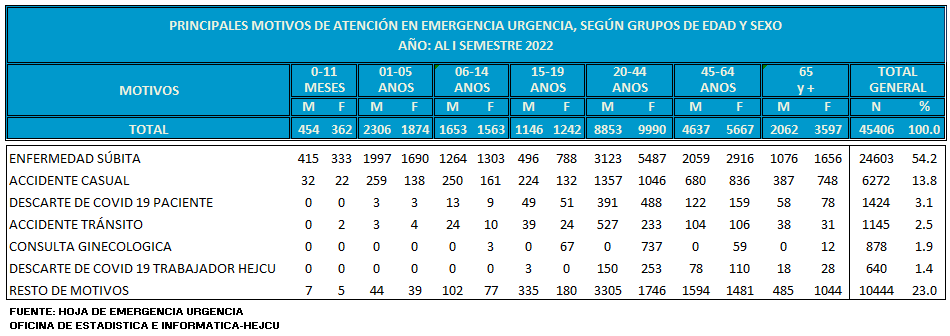 PRINCIPALES MOTIVOS DE ATENCIÓN EN EMERGENCIA URGENCIA, SEGÚN GRUPOS DE EDAD Y SEXO
AÑO: AL I SEMESTRE 2022
MOTIVOS 0-11 MESES 01-05 ANOS 06-14 ANOS 15-19 ANOS 20-44 ANOS 45-64 ANOS 65 y + TOTAL GENERAL
M F M F M F M F M F M F M F N %
TOTAL 454 362 2306 1874 1653 1563 1146 1242 8853 9990 4637 5667 2062 3597 45406 100.0
ENFERMEDAD SÚBITA 415 333 1997 1690 1264 1303 496 788 3123 5487 2059 2916 1076 1656 24603 54.2
ACCIDENTE CASUAL 32 22 259 138 250 161 224 132 1357 1046 680 836 387 748 6272 13.8
DESCARTE DE COVID 19 PACIENTE 0 0 3 3 13 9 49 51 391 488 122 159 58 78 1424 3.1
ACCIDENTE TRÁNSITO 0 2 3 4 24 10 39 24 527 233 104 106 38 31 1145 2.5
CONSULTA GINECOLOGICA 0 0 0 0 0 3 0 67 0 737 0 59 0 12 878 1.9
DESCARTE DE COVID 19 TRABAJADOR HEJCU 0 0 0 0 0 0 3 0 150 253 78 110 18 28 640 1.4
RESTO DE MOTIVOS 7 5 44 39 102 77 335 180 3305 1746 1594 1481 485 1044 10444 23.0
FUENTE: HOJA DE EMERGENCIA URGENCIA
OFICINA DE ESTADISTICA E INFORMATICA-HEJCU